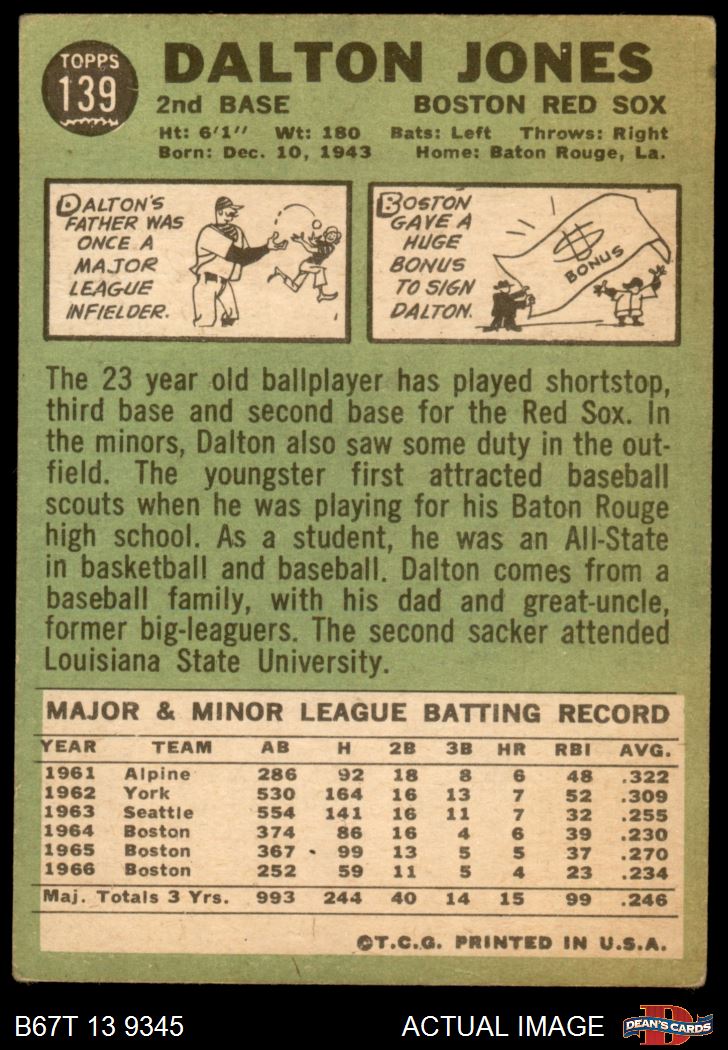 TOPPS
139
DALTON JONES
2nd BASE BOSTON RED SOX
Ht: 6'1" Wt: 180 Bats: Left Throws: Right
Born: Dec. 10, 1943 Home: Baton Rouge, La.
DALTON'S
FATHER WAS
ONCE A
MAJOR
LEAGUE
INFIELDER.
BOSTON
GAVE A
HUGE
BONUS
TO SIGN
DALTON.
$
BONUS
The 23 year old ballplayer has played shortstop,
third base and second base for the Red Sox. In
the minors, Dalton also saw some duty in the out-
field. The youngster first attracted baseball
scouts when he was playing for his Baton Rouge
high school. As a student, he was an All-State
in basketball and baseball. Dalton comes from a
baseball family, with his dad and great-uncle,
former big-leaguers. The second sacker attended
Louisiana State University.
MAJOR & MINOR LEAGUE BATTING RECORD
YEAR TEAM AB H 2B 3B HR RBI AVG.
1961 Alpine 286 92 18 8 6 48 .322
1962 York 530 164 16 13 7 52 .309
1963 Seattle 554 141 16 11 7 32 .255
1964 Boston 374 86 16 4 6 39 .230
1965 Boston 367 99 13 5 5 37 .270
1966 Boston 252 59 11 5 4 23 .234
Maj. Totals 3 Yrs. 993 244 40 14 15 99 .246
©T.C.G. PRINTED IN U.S.A.
B67T 13 9345 ACTUAL IMAGE
D
DEAN'S CARDS